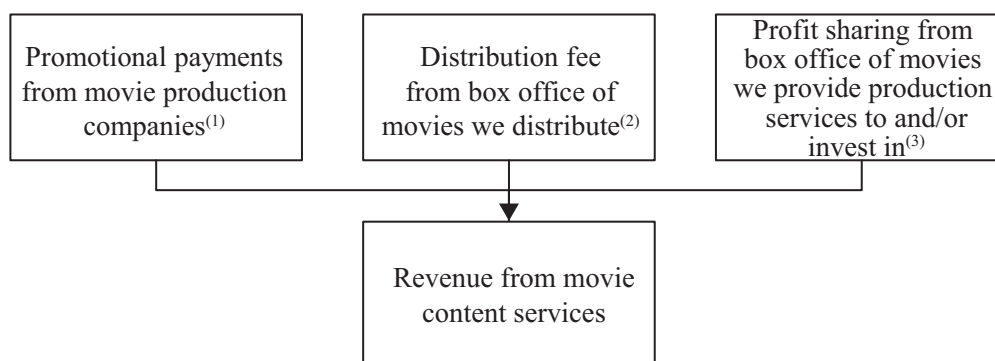 Promotional payments
from movie production
companies(1)
Distribution fee
from box office of
movies we distribute(2)
Profit sharing from
box office of movies
we provide production
services to and/or
invest in(3)
Revenue from movie
content services